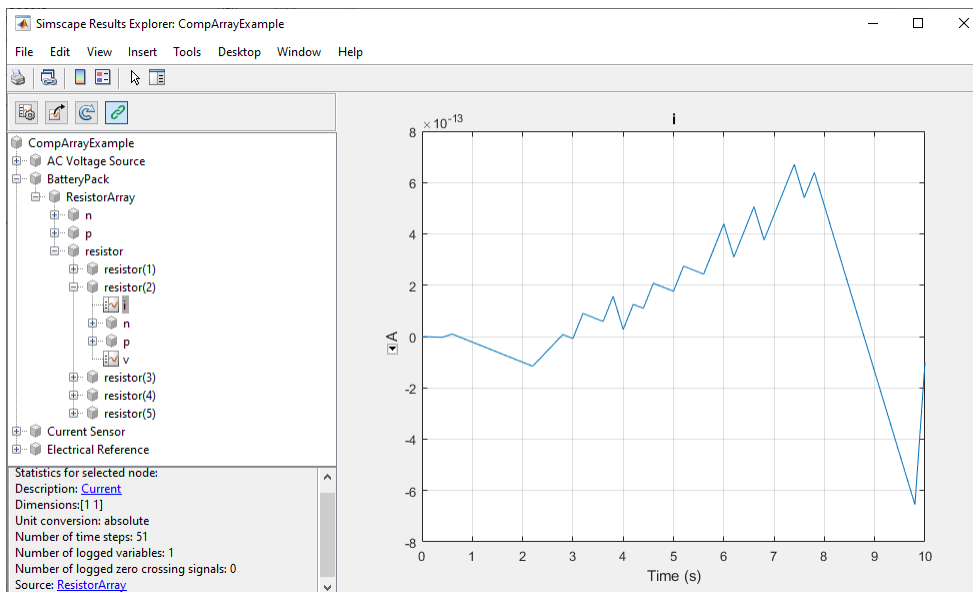 Simscape Results Explorer: CompArrayExample
File Edit View Insert Tools Desktop Window Help
CompArrayExample
AC Voltage Source
BatteryPack
ResistorArray
n
p
resistor
resistor(1)
resistor(2)
i
n
p
v
resistor(3)
resistor(4)
resistor(5)
Current Sensor
Electrical Reference
Statistics for selected node:
Description: Current
Dimensions:[1 1]
Unit conversion: absolute
Number of time steps: 51
Number of logged variables: 1
Number of logged zero crossing signals: 0
Source: ResistorArray
i
×10-13
8
6
4
2
0
-2
-4
-6
-8
A
0 1 2 3 4 5 6 7 8 9 10
Time (s)